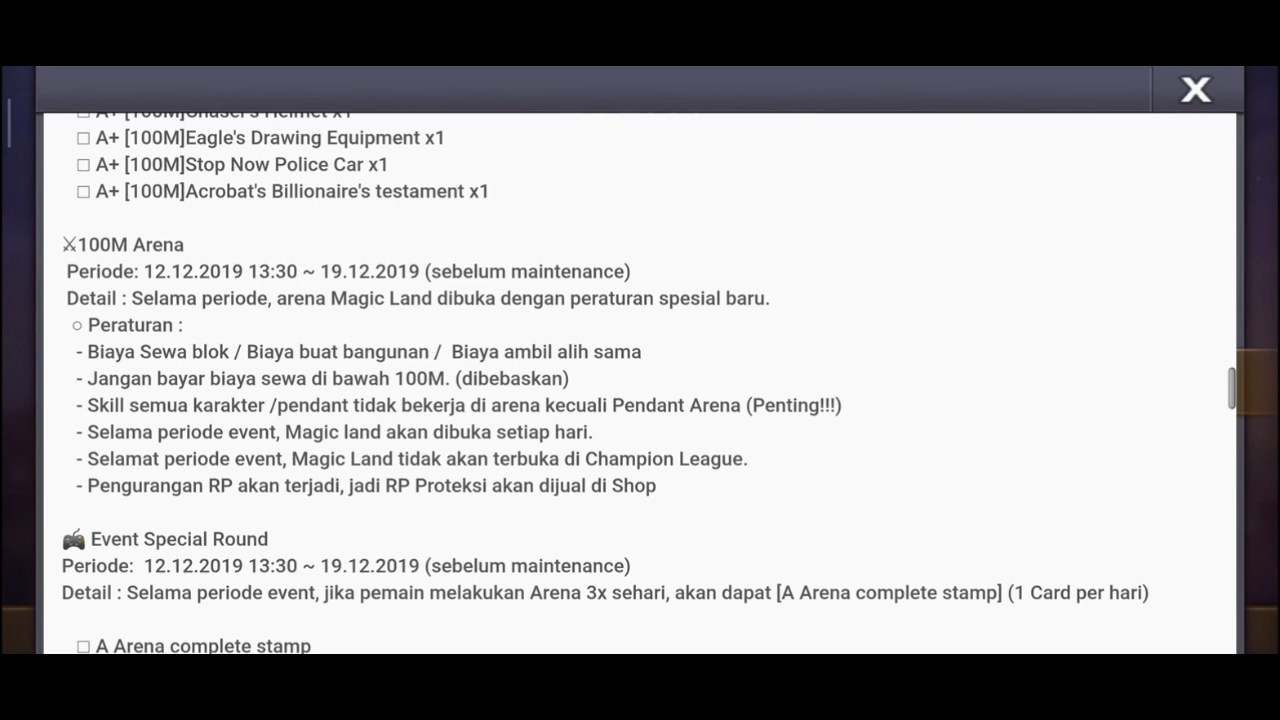 □ A+ [100M]Chaser's Helmet x1
□ A+ [100M]Eagle's Drawing Equipment x1
□ A+ [100M]Stop Now Police Car x1
□ A+ [100M]Acrobat's Billionaire's testament x1
⚔100M Arena
Periode: 12.12.2019 13:30 ~ 19.12.2019 (sebelum maintenance)
Detail : Selama periode, arena Magic Land dibuka dengan peraturan spesial baru.
○ Peraturan :
- Biaya Sewa blok / Biaya buat bangunan /  Biaya ambil alih sama
- Jangan bayar biaya sewa di bawah 100M. (dibebaskan)
- Skill semua karakter /pendant tidak bekerja di arena kecuali Pendant Arena (Penting!!!)
- Selama periode event, Magic land akan dibuka setiap hari.
- Selamat periode event, Magic Land tidak akan terbuka di Champion League.
- Pengurangan RP akan terjadi, jadi RP Proteksi akan dijual di Shop
🎮 Event Special Round
Periode:  12.12.2019 13:30 ~ 19.12.2019 (sebelum maintenance)
Detail : Selama periode event, jika pemain melakukan Arena 3x sehari, akan dapat [A Arena complete stamp] (1 Card per hari)
□ A Arena complete stamp